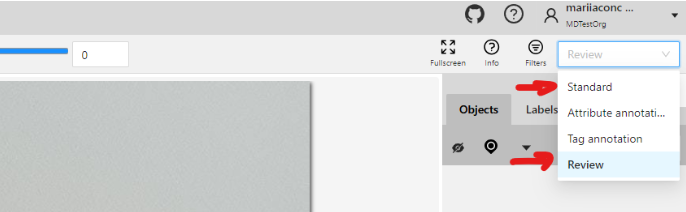 mariiaconc ...
MDTestOrg
0
Fullscreen
Info
Filters
Review
Standard
Objects
Labels
Attribute annotati...
Tag annotation
Review